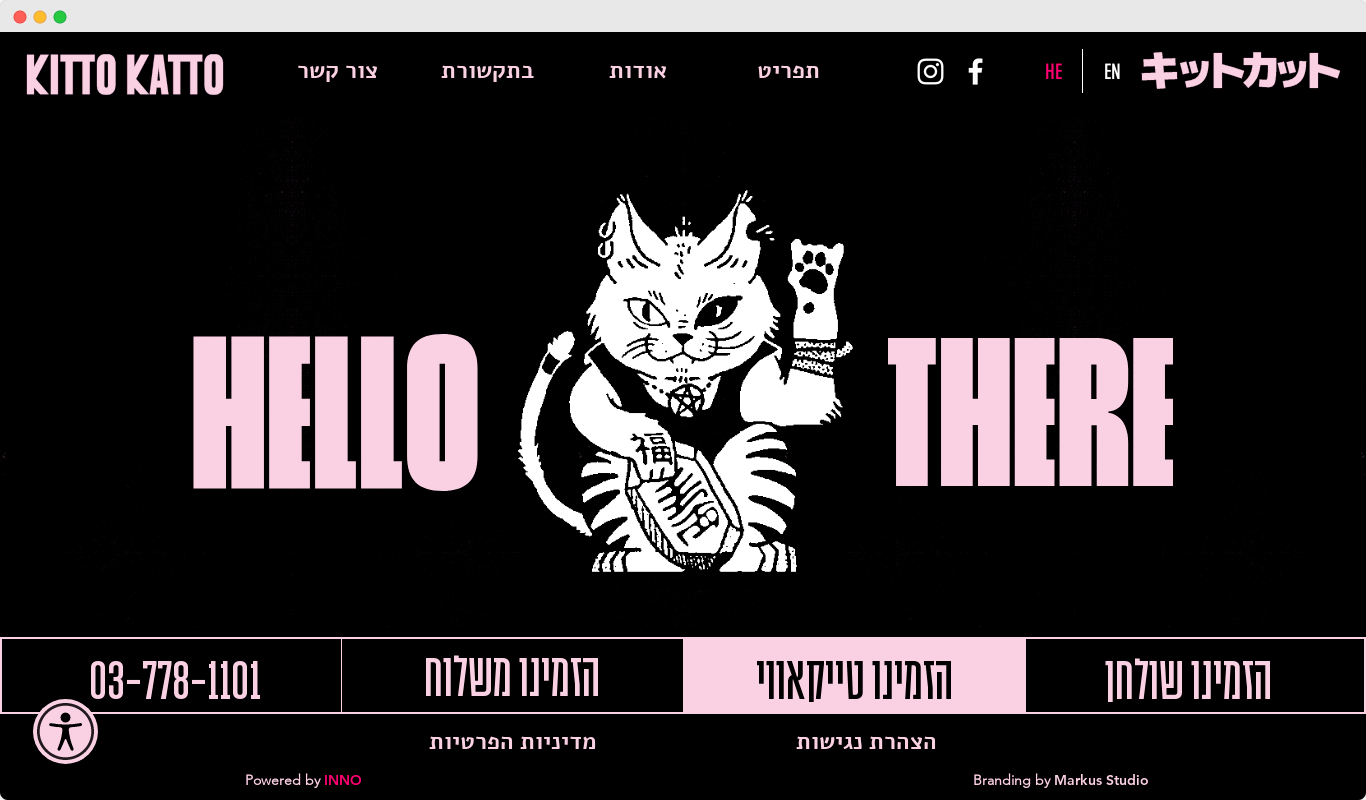 KITTO KATTO
צור קשר
בתקשורת
אודות
תפריט
HE
EN
キットカット
HELLO
THERE
福
03-778-1101
הזמינו משלוח
הזמינו טייקאווי
הזמינו שולחן
מדיניות הפרטיות
הצהרת נגישות
Powered by INNO
Branding by Markus Studio